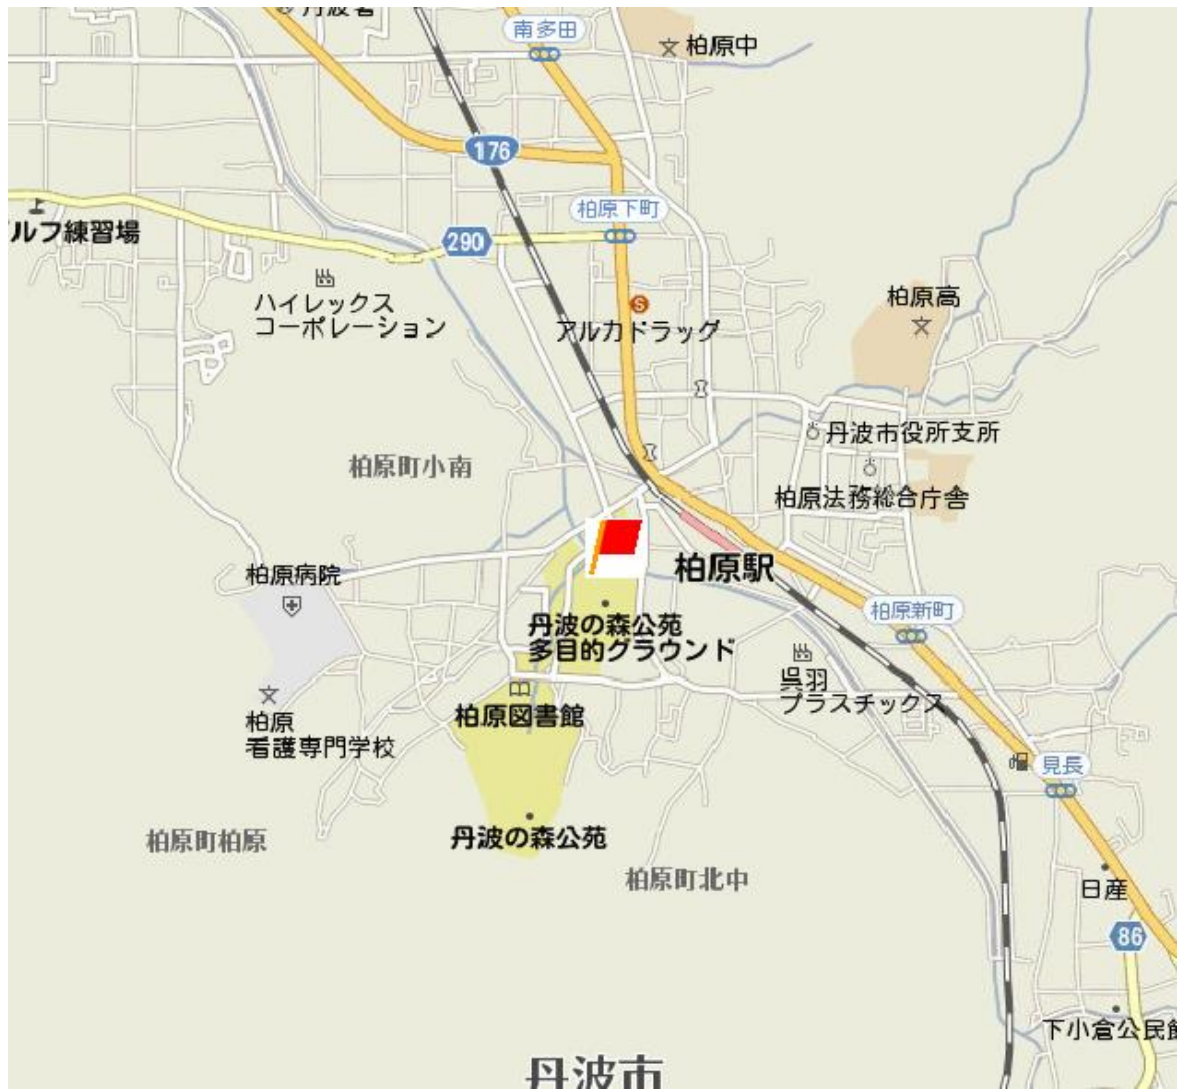 丹波署
南多田
柏原中
176
柏原下町
ルフ練習場
290
ハイレックス
コーポレーション
S
アルカドラッグ
柏原高
丹波市役所支所
柏原町小南
柏原法務総合庁舎
柏原病院
柏原駅
柏原新町
丹波の森公苑
多目的グラウンド
呉羽
プラスチックス
柏原図書館
柏原
看護専門学校
見長
柏原町柏原
丹波の森公苑
柏原町北中
日産
86
下小倉公民館
丹波市